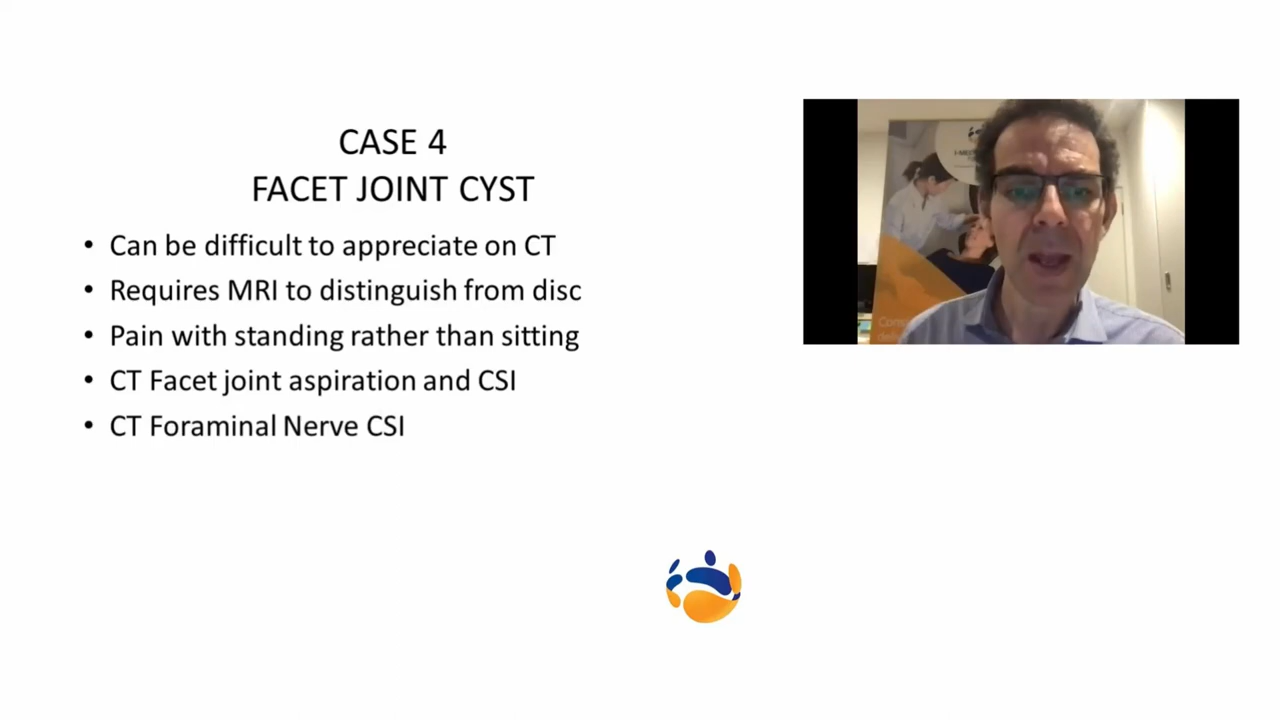 CASE 4
FACET JOINT CYST
• Can be difficult to appreciate on CT
• Requires MRI to distinguish from disc
• Pain with standing rather than sitting
• CT Facet joint aspiration and CSI
• CT Foraminal Nerve CSI